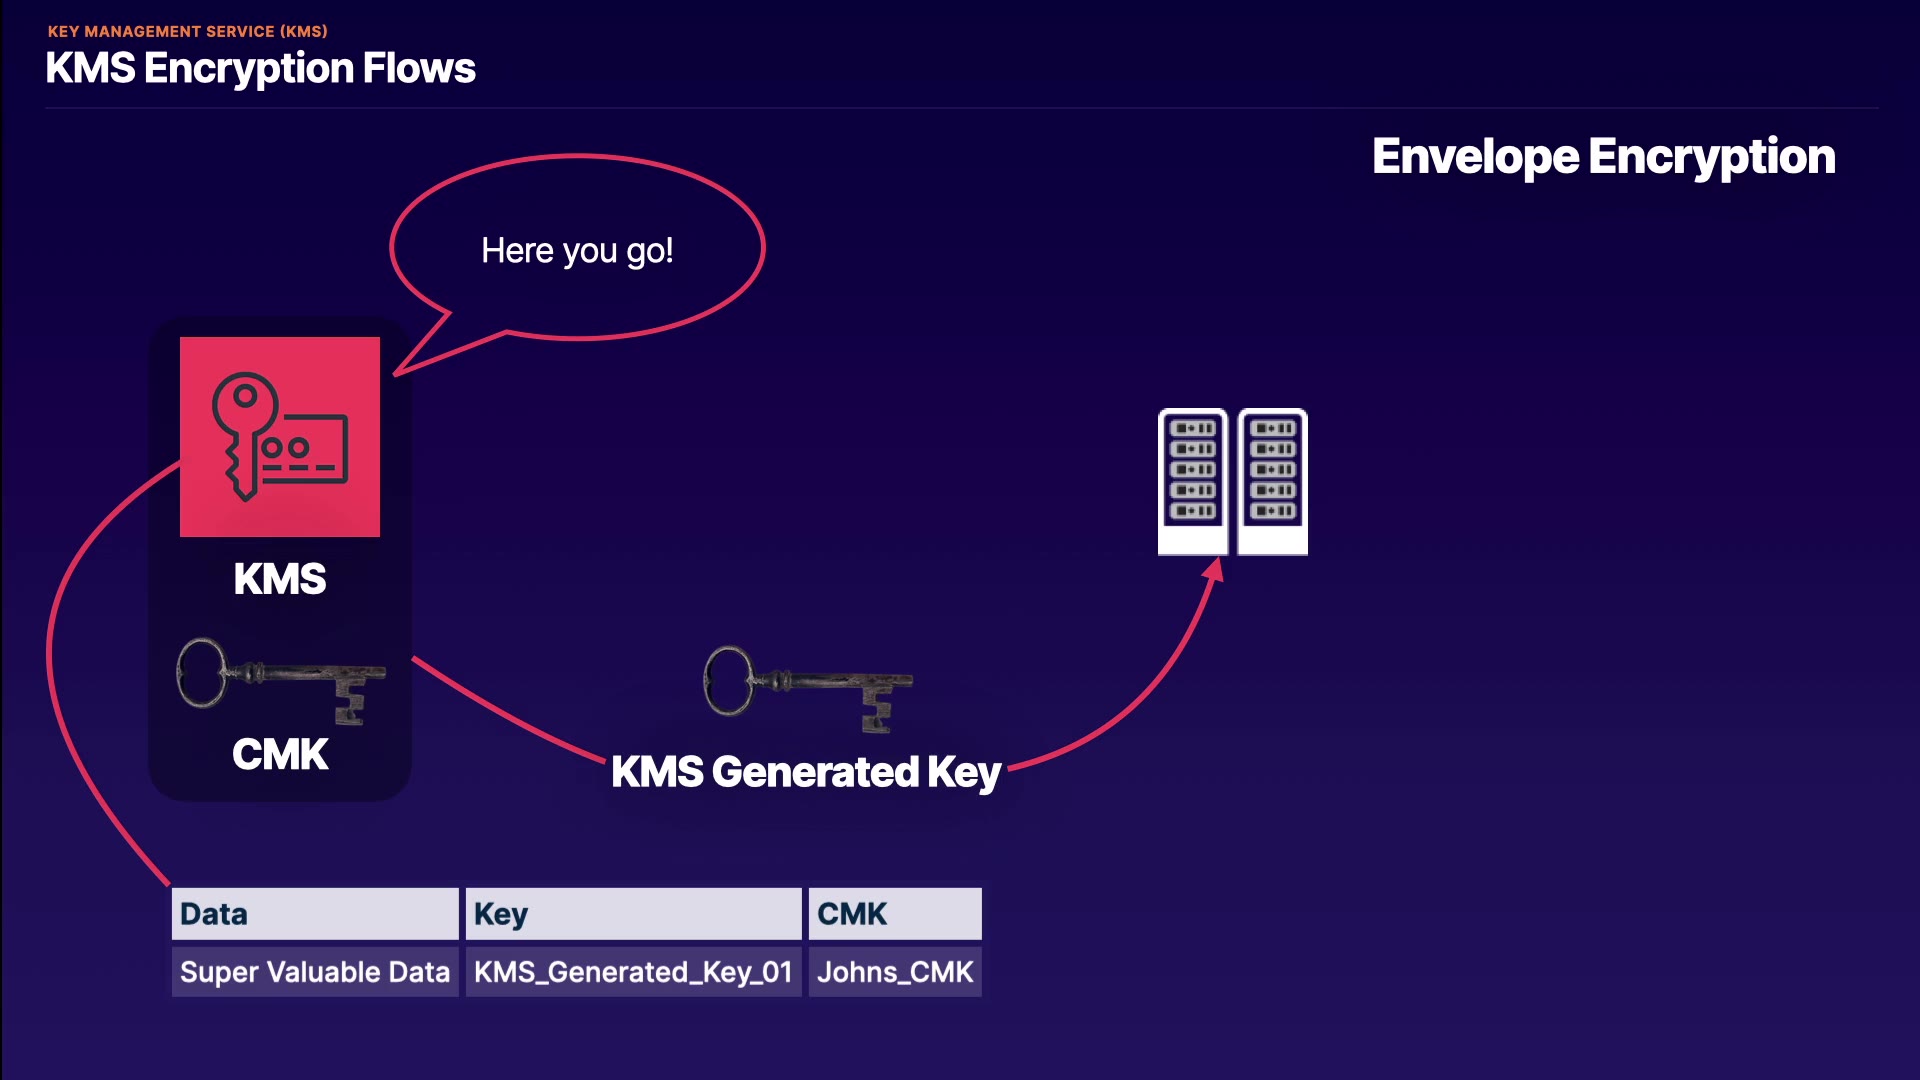 KEY MANAGEMENT SERVICE (KMS)
KMS Encryption Flows
Envelope Encryption
Here you go!
KMS
CMK
KMS Generated Key
Data Key CMK
Super Valuable Data KMS_Generated_Key_01 Johns_CMK